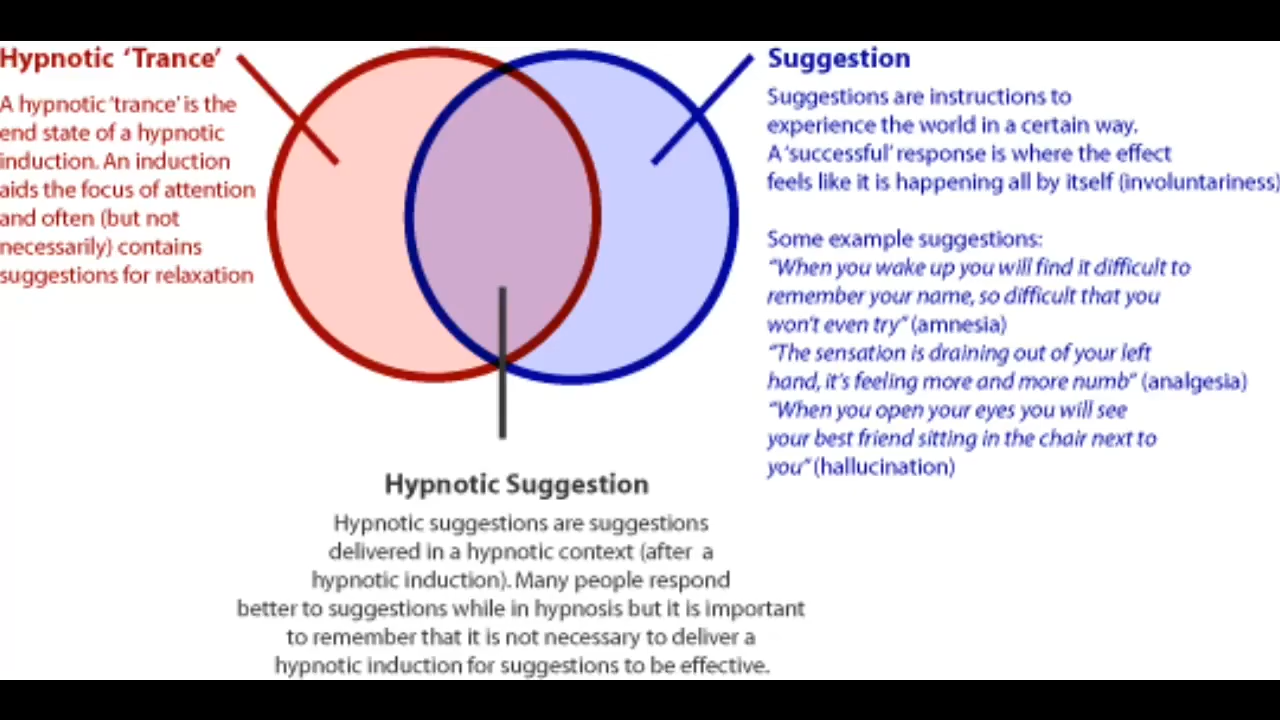 Hypnotic ‘Trance’
A hypnotic ‘trance’ is the
end state of a hypnotic
induction. An induction
aids the focus of attention
and often (but not
necessarily) contains
suggestions for relaxation
Suggestion
Suggestions are instructions to
experience the world in a certain way.
A ‘successful’ response is where the effect
feels like it is happening all by itself (involuntariness)
Some example suggestions:
“When you wake up you will find it difficult to
remember your name, so difficult that you
won’t even try” (amnesia)
“The sensation is draining out of your left
hand, it’s feeling more and more numb” (analgesia)
“When you open your eyes you will see
your best friend sitting in the chair next to
you” (hallucination)
Hypnotic Suggestion
Hypnotic suggestions are suggestions
delivered in a hypnotic context (after a
hypnotic induction). Many people respond
better to suggestions while in hypnosis but it is important
to remember that it is not necessary to deliver a
hypnotic induction for suggestions to be effective.